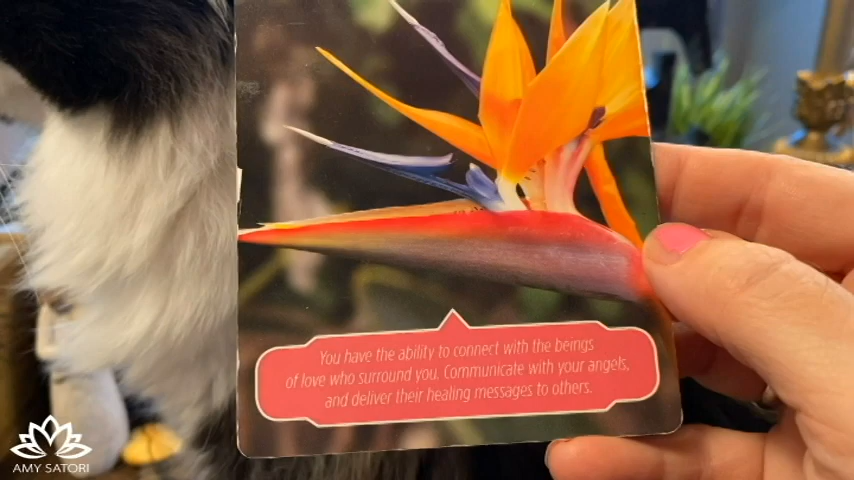 You have the ability to connect with the beings
of love who surround you. Communicate with your angels,
and deliver their healing messages to others.
AMY SATORI